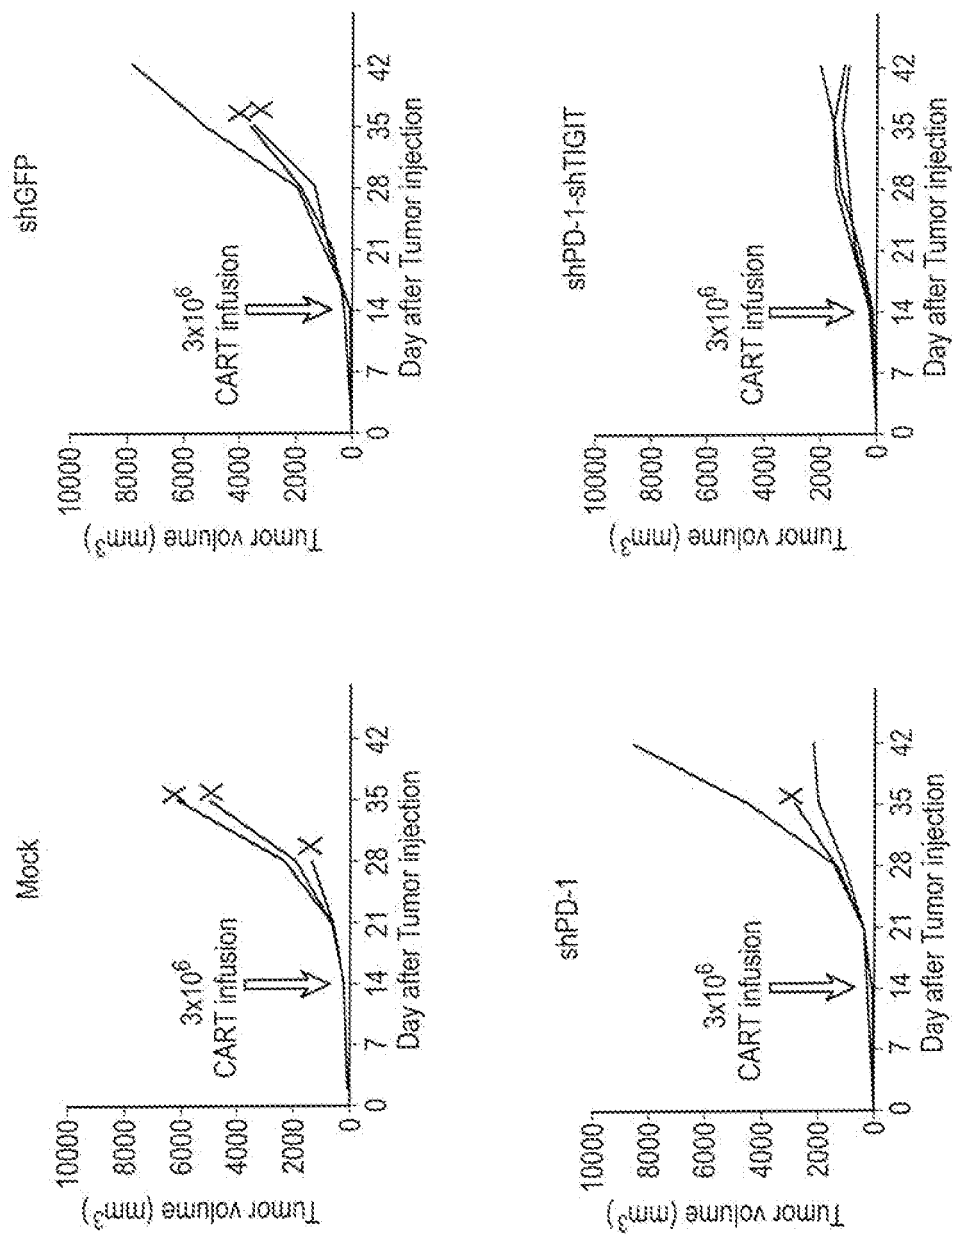 Mock
10000
8000
6000
4000
2000
0
Tumor volume (mm³)
3x10⁶
CART infusion
0 7 14 21 28 35 42
Day after Tumor injection
X
X
X
shGFP
10000
8000
6000
4000
2000
0
Tumor volume (mm³)
3x10⁶
CART infusion
0 7 14 21 28 35 42
Day after Tumor injection
X
X
shPD-1
10000
8000
6000
4000
2000
0
Tumor volume (mm³)
3x10⁶
CART infusion
0 7 14 21 28 35 42
Day after Tumor injection
X
shPD-1-shTIGIT
10000
8000
6000
4000
2000
0
Tumor volume (mm³)
3x10⁶
CART infusion
0 7 14 21 28 35 42
Day after Tumor injection